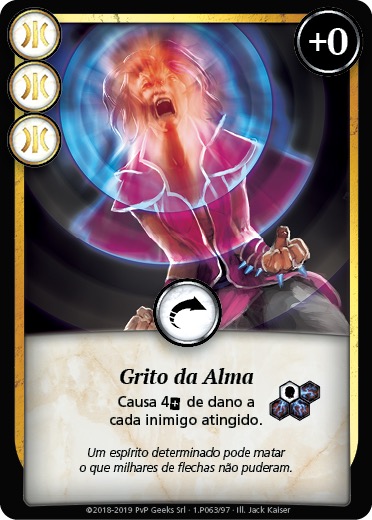 +0
Grito da Alma
Causa 4+ de dano a
cada inimigo atingido.
Um espírito determinado pode matar
o que milhares de flechas não puderam.
©2018-2019 PvP Geeks Srl · 1.P063/97 · Ill. Jack Kaiser